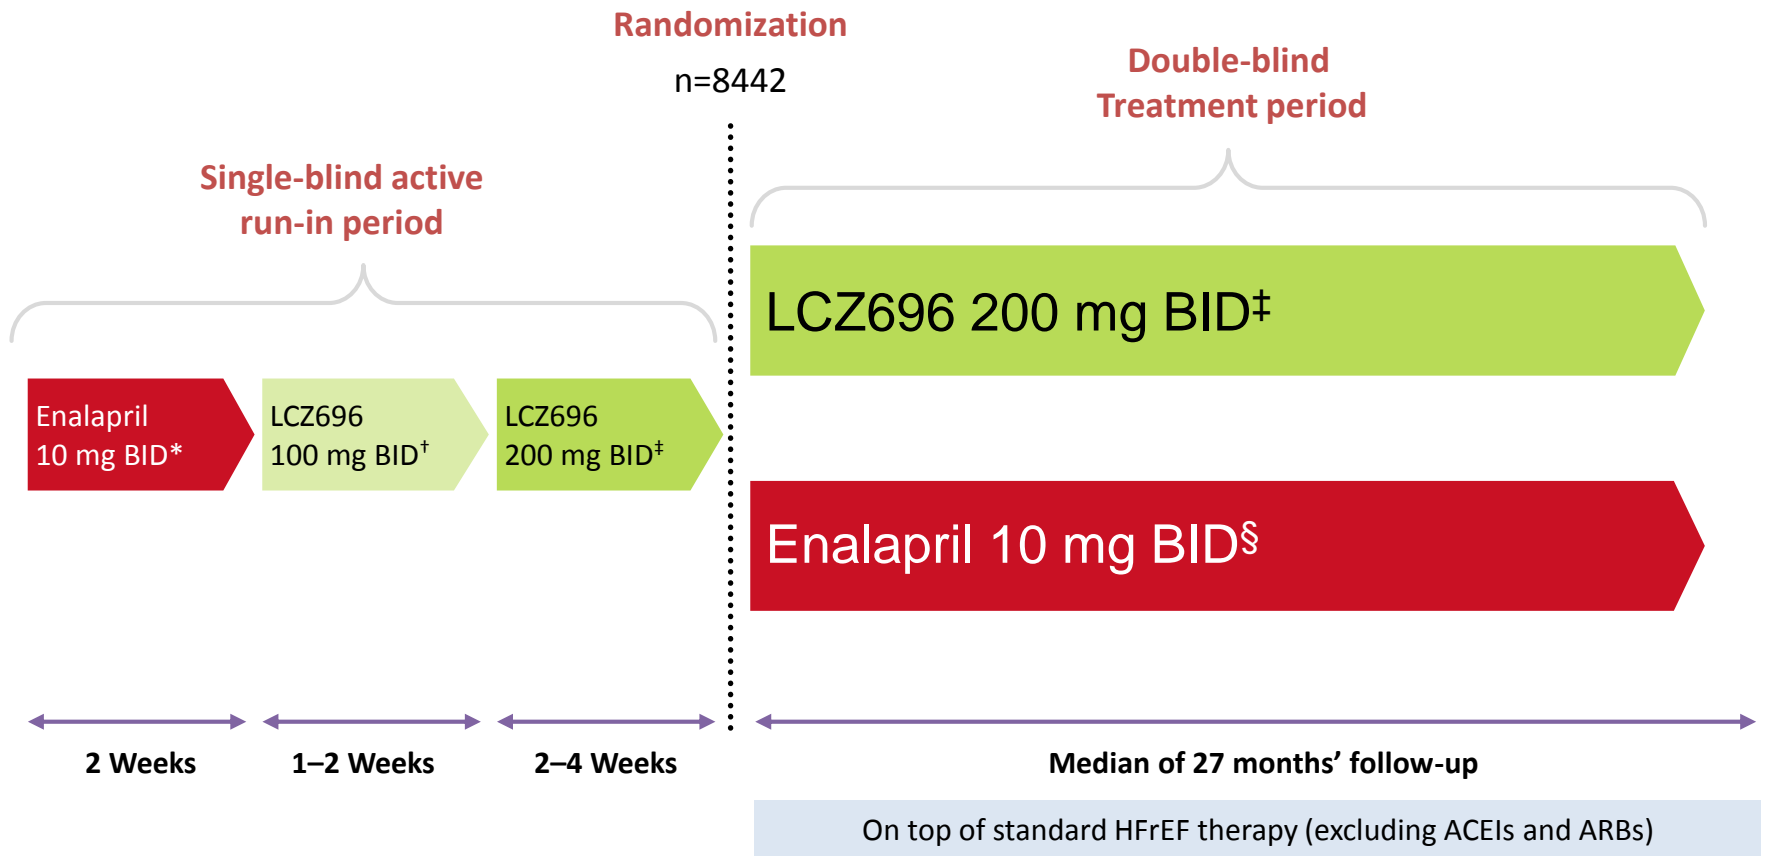 Randomization
n=8442
Double-blind
Treatment period
Single-blind active
run-in period
LCZ696 200 mg BID‡
Enalapril
10 mg BID*
LCZ696
100 mg BID†
LCZ696
200 mg BID‡
Enalapril 10 mg BID§
2 Weeks
1–2 Weeks
2–4 Weeks
Median of 27 months’ follow-up
On top of standard HFrEF therapy (excluding ACEIs and ARBs)